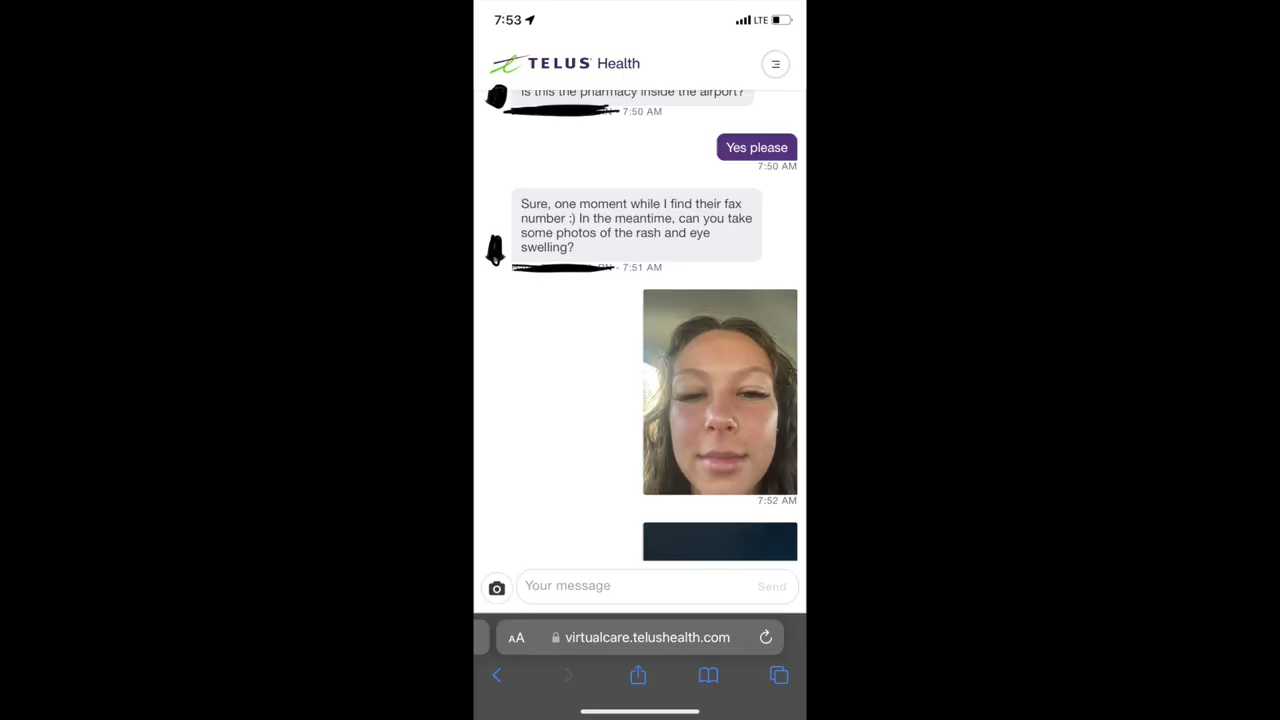 7:53
LTE
TELUS Health
Is this the pharmacy inside the airport?
- 7:50 AM
Yes please
7:50 AM
Sure, one moment while I find their fax
number :) In the meantime, can you take
some photos of the rash and eye
swelling?
- 7:51 AM
7:52 AM
Your message
Send
AA
virtualcare.telushealth.com